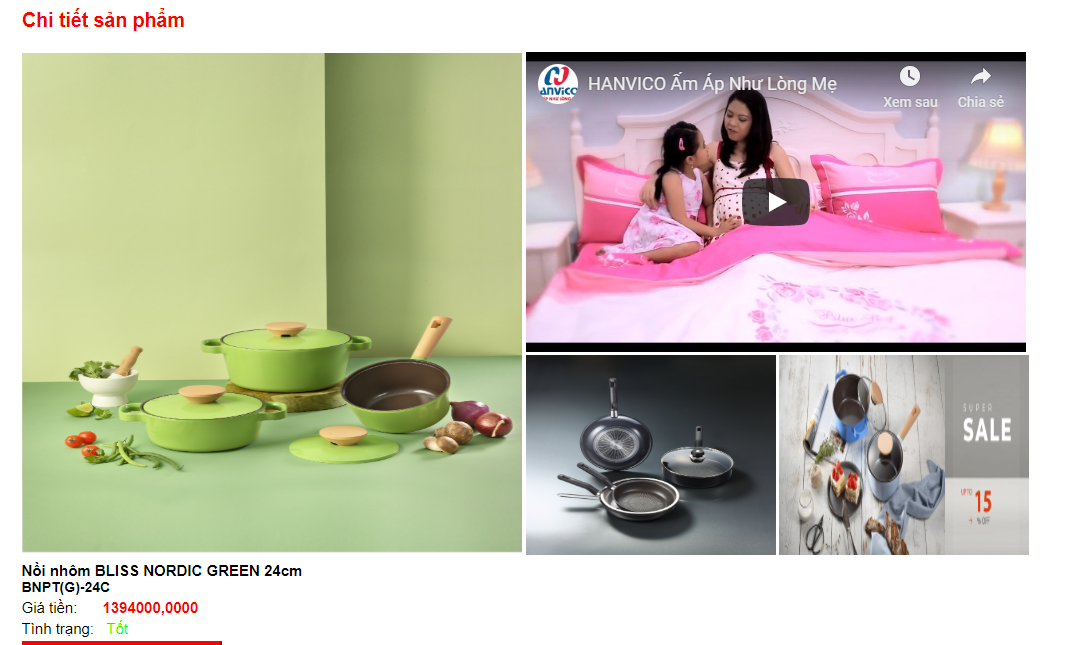 Chi tiết sản phẩm
HANVICO Ấm Áp Như Lòng Mẹ
Xem sau
Chia sẻ
SUPER
SALE
UP TO
15
+ % OFF
Nồi nhôm BLISS NORDIC GREEN 24cm
BNPT(G)-24C
Giá tiền: 1394000,0000
Tình trạng: Tốt